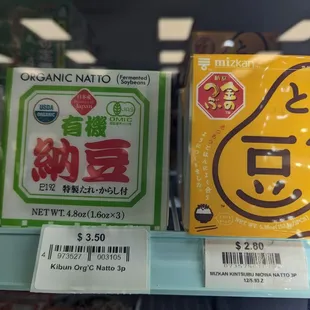 ORGANIC NATTO (Fermented Soybeans)
USDA
ORGANIC
有機
納豆
特製たれ・からし付
NET WT. 4.8oz (1.6oz×3)
mizkan
金の
つぶ
と
豆
$ 3.50
4 973527 003105
Kibun Org'C Natto 3p
$ 2.80
MIZKAN KINTSUBU NIOWA NATTO 3P